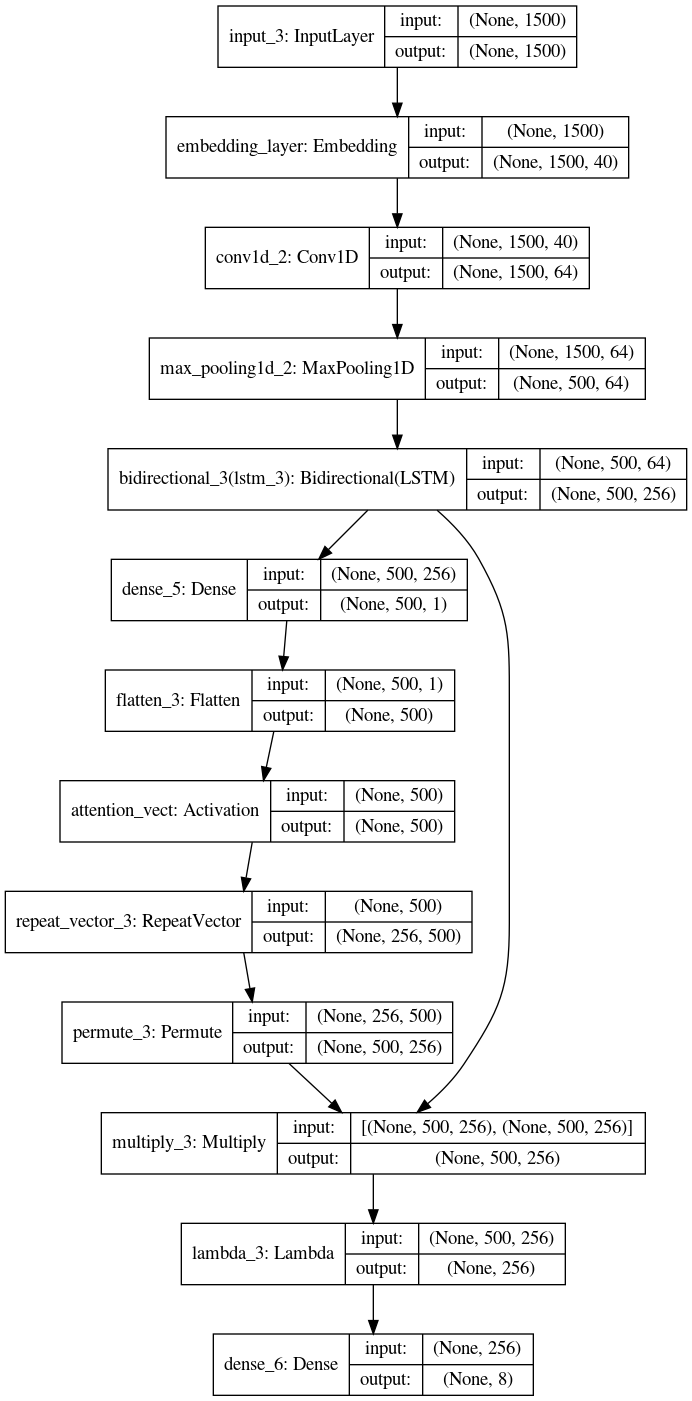 input_3: InputLayer
input: (None, 1500)
output: (None, 1500)
embedding_layer: Embedding
input: (None, 1500)
output: (None, 1500, 40)
conv1d_2: Conv1D
input: (None, 1500, 40)
output: (None, 1500, 64)
max_pooling1d_2: MaxPooling1D
input: (None, 1500, 64)
output: (None, 500, 64)
bidirectional_3(lstm_3): Bidirectional(LSTM)
input: (None, 500, 64)
output: (None, 500, 256)
dense_5: Dense
input: (None, 500, 256)
output: (None, 500, 1)
flatten_3: Flatten
input: (None, 500, 1)
output: (None, 500)
attention_vect: Activation
input: (None, 500)
output: (None, 500)
repeat_vector_3: RepeatVector
input: (None, 500)
output: (None, 256, 500)
permute_3: Permute
input: (None, 256, 500)
output: (None, 500, 256)
multiply_3: Multiply
input: [(None, 500, 256), (None, 500, 256)]
output: (None, 500, 256)
lambda_3: Lambda
input: (None, 500, 256)
output: (None, 256)
dense_6: Dense
input: (None, 256)
output: (None, 8)